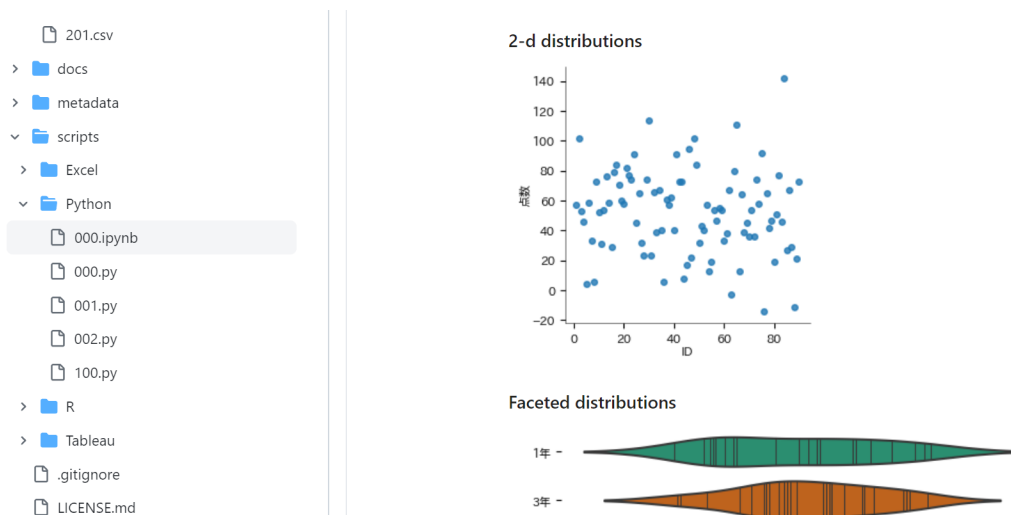 201.csv
docs
metadata
scripts
Excel
Python
000.ipynb
000.py
001.py
002.py
100.py
R
Tableau
.gitignore
LICENSE.md
2-d distributions
140
120
100
80
60
40
20
0
−20
点数
0 20 40 60 80
ID
Faceted distributions
1年
3年